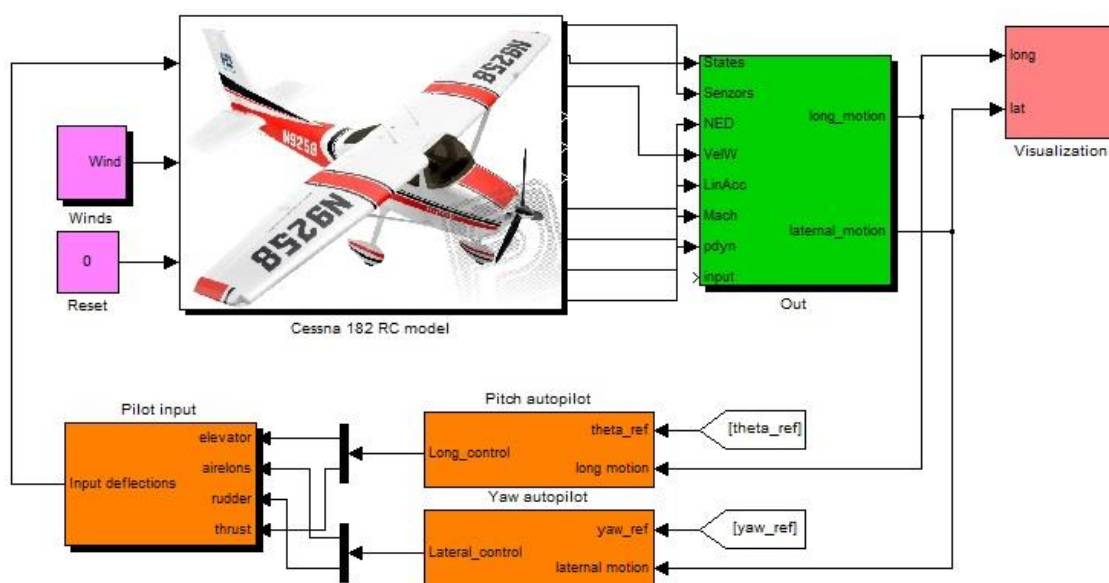 N9258
N9258
N9258
Wind
Winds
0
Reset
Cessna 182 RC model
States
Senzors
NED
VelW
LinAcc
Mach
pdyn
input
long_motion
laternal_motion
Out
long
lat
Visualization
Pilot input
elevator
airelons
rudder
thrust
Input deflections
Pitch autopilot
theta_ref
Long_control
long motion
[theta_ref]
Yaw autopilot
yaw_ref
Lateral_control
laternal motion
[yaw_ref]